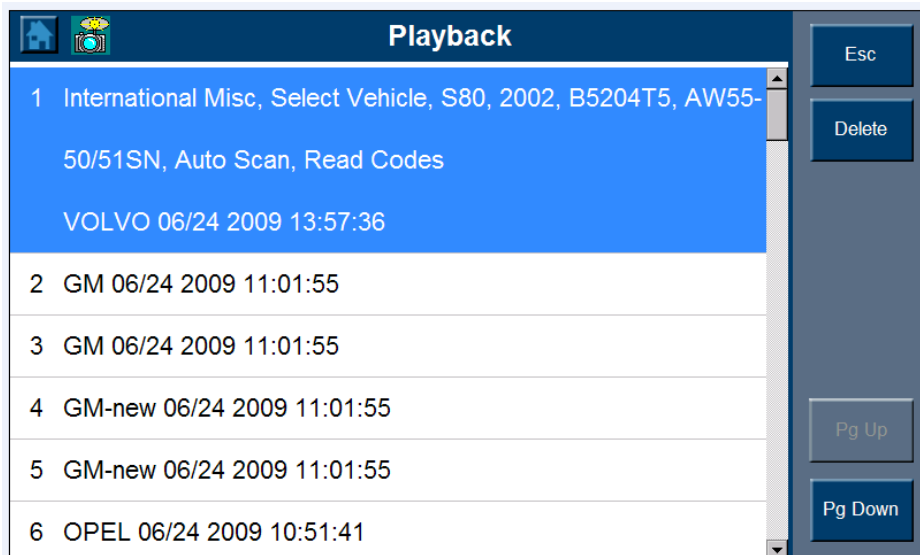 Playback
1 International Misc, Select Vehicle, S80, 2002, B5204T5, AW55-
50/51SN, Auto Scan, Read Codes
VOLVO 06/24 2009 13:57:36
2 GM 06/24 2009 11:01:55
3 GM 06/24 2009 11:01:55
4 GM-new 06/24 2009 11:01:55
5 GM-new 06/24 2009 11:01:55
6 OPEL 06/24 2009 10:51:41
Esc
Delete
Pg Up
Pg Down